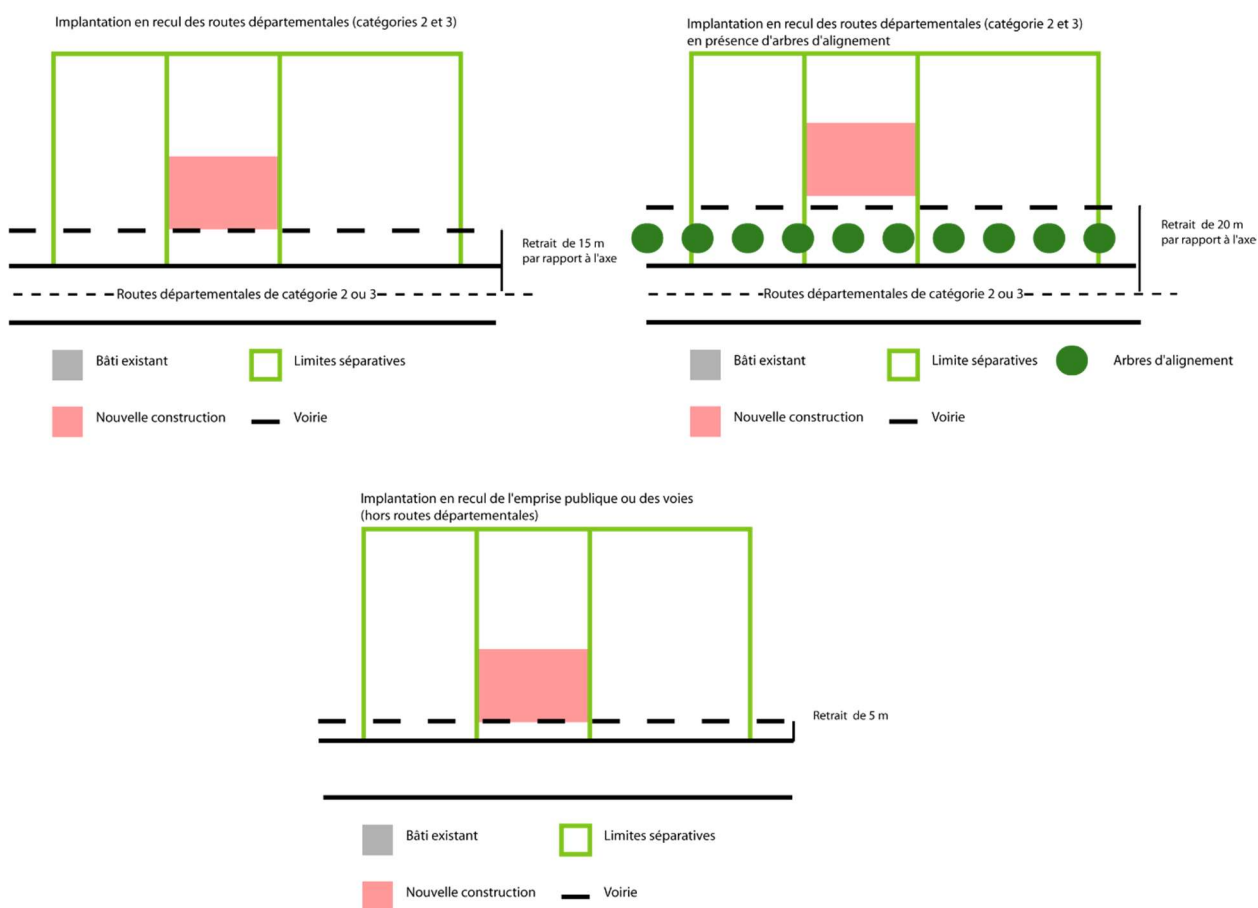 Implantation en recul des routes départementales (catégories 2 et 3)
Retrait de 15 m
par rapport à l'axe
Routes départementales de catégorie 2 ou 3
Bâti existant
Limites séparatives
Nouvelle construction
Voirie
Implantation en recul des routes départementales (catégorie 2 et 3)
en présence d'arbres d'alignement
Retrait de 20 m
par rapport à l'axe
Routes départementales de catégorie 2 ou 3
Bâti existant
Limite séparatives
Arbres d'alignement
Nouvelle construction
Voirie
Implantation en recul de l'emprise publique ou des voies
(hors routes départementales)
Retrait de 5 m
Bâti existant
Limites séparatives
Nouvelle construction
Voirie